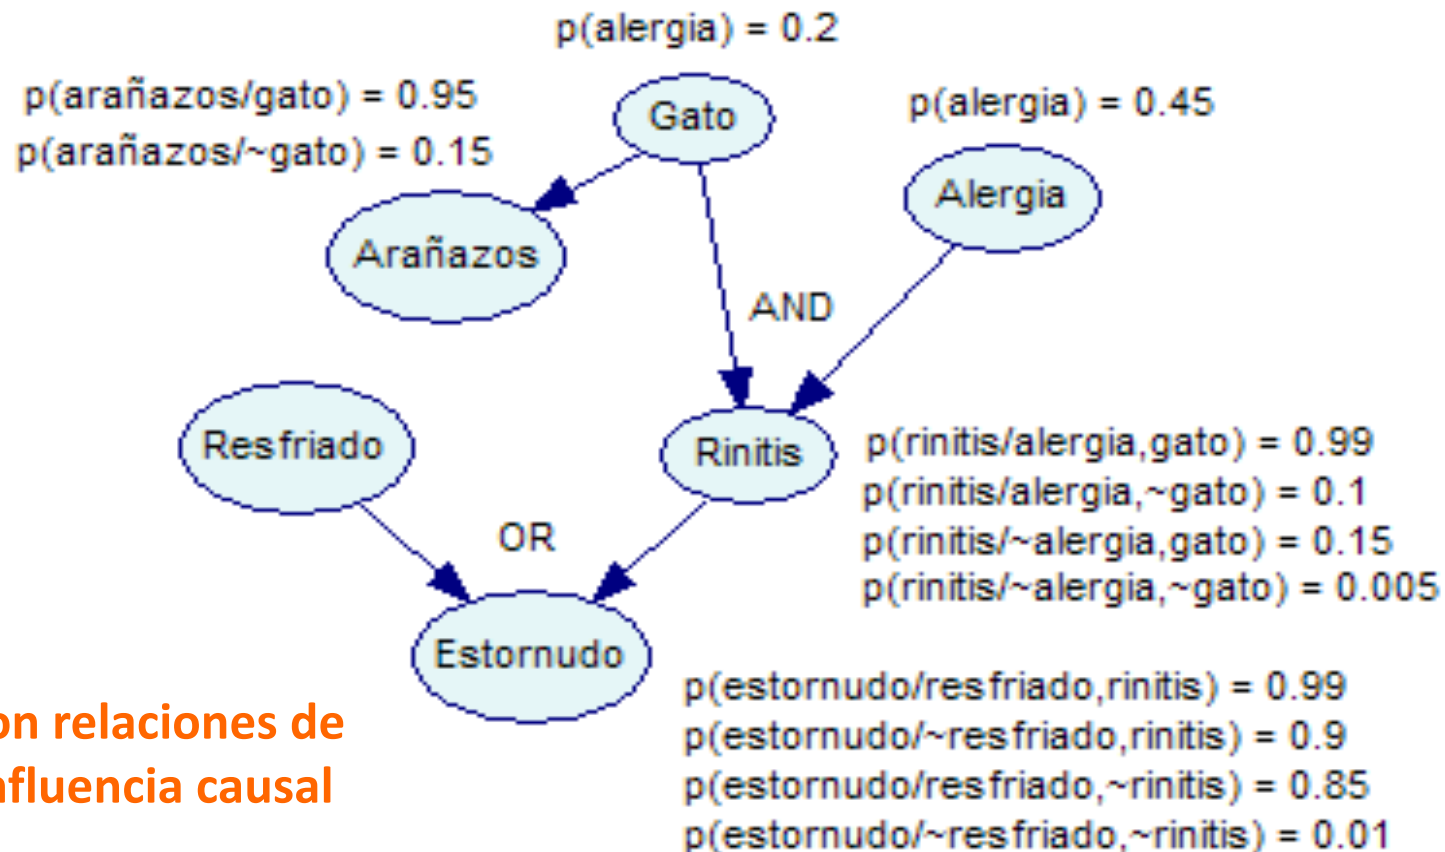 p(alergia) = 0.2
p(arañazos/gato) = 0.95
p(arañazos/~gato) = 0.15
Gato
p(alergia) = 0.45
Alergia
Arañazos
AND
Resfriado
Rinitis
p(rinitis/alergia,gato) = 0.99
p(rinitis/alergia,~gato) = 0.1
p(rinitis/~alergia,gato) = 0.15
p(rinitis/~alergia,~gato) = 0.005
OR
Estornudo
p(estornudo/resfriado,rinitis) = 0.99
p(estornudo/~resfriado,rinitis) = 0.9
p(estornudo/resfriado,~rinitis) = 0.85
p(estornudo/~resfriado,~rinitis) = 0.01
on relaciones de
nfluencia causal